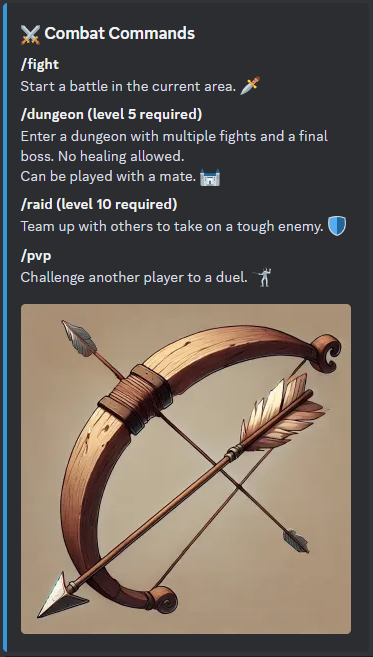 ⚔️ Combat Commands
/fight
Start a battle in the current area. 🗡️
/dungeon (level 5 required)
Enter a dungeon with multiple fights and a final
boss. No healing allowed.
Can be played with a mate. 🏰
/raid (level 10 required)
Team up with others to take on a tough enemy. 🛡️
/pvp
Challenge another player to a duel. 🤺